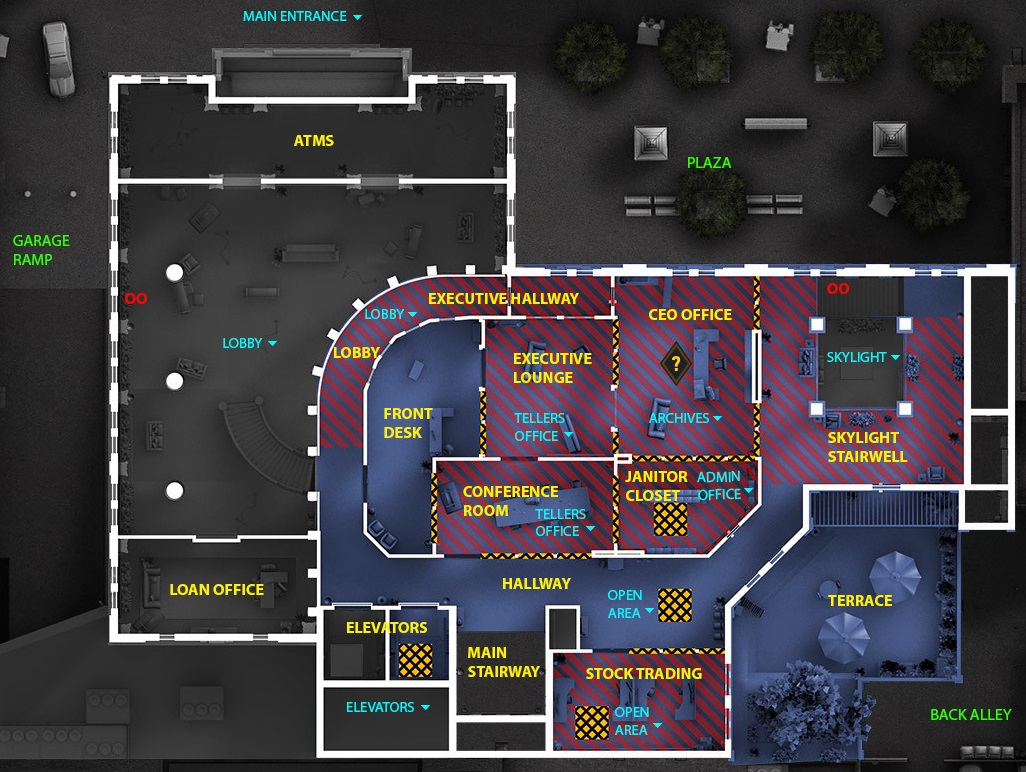 MAIN ENTRANCE
ATMS
PLAZA
GARAGE
RAMP
OO
OO
EXECUTIVE HALLWAY
LOBBY
CEO OFFICE
LOBBY
LOBBY
EXECUTIVE
LOUNGE
?
SKYLIGHT
FRONT
DESK
TELLERS
OFFICE
ARCHIVES
SKYLIGHT
STAIRWELL
CONFERENCE
ROOM
TELLERS
OFFICE
JANITOR
CLOSET
ADMIN
OFFICE
LOAN OFFICE
HALLWAY
OPEN
AREA
TERRACE
ELEVATORS
MAIN
STAIRWAY
STOCK TRADING
ELEVATORS
OPEN
AREA
BACK ALLEY